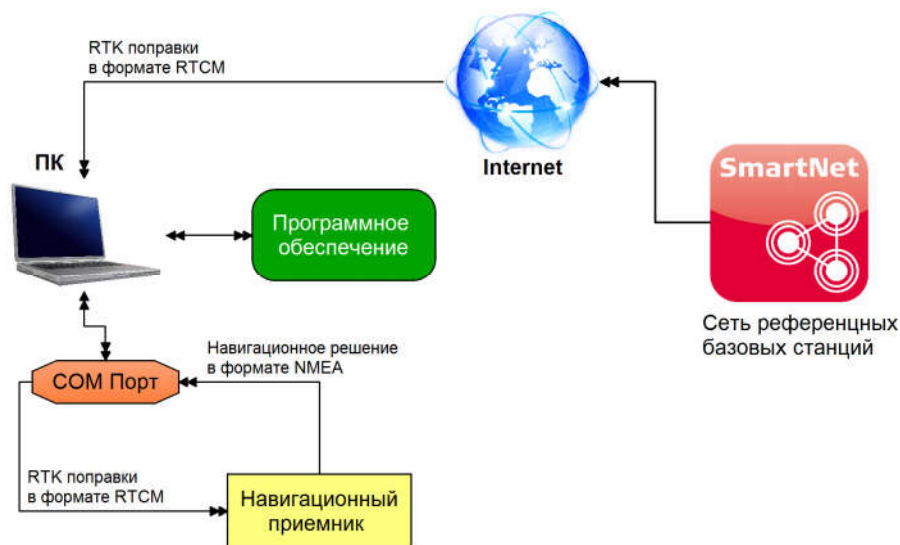 RTK поправки
в формате RTCM
ПК
Internet
SmartNet
Программное
обеспечение
Сеть референцных
базовых станций
Навигационное решение
в формате NMEA
COM Порт
RTK поправки
в формате RTCM
Навигационный
приемник